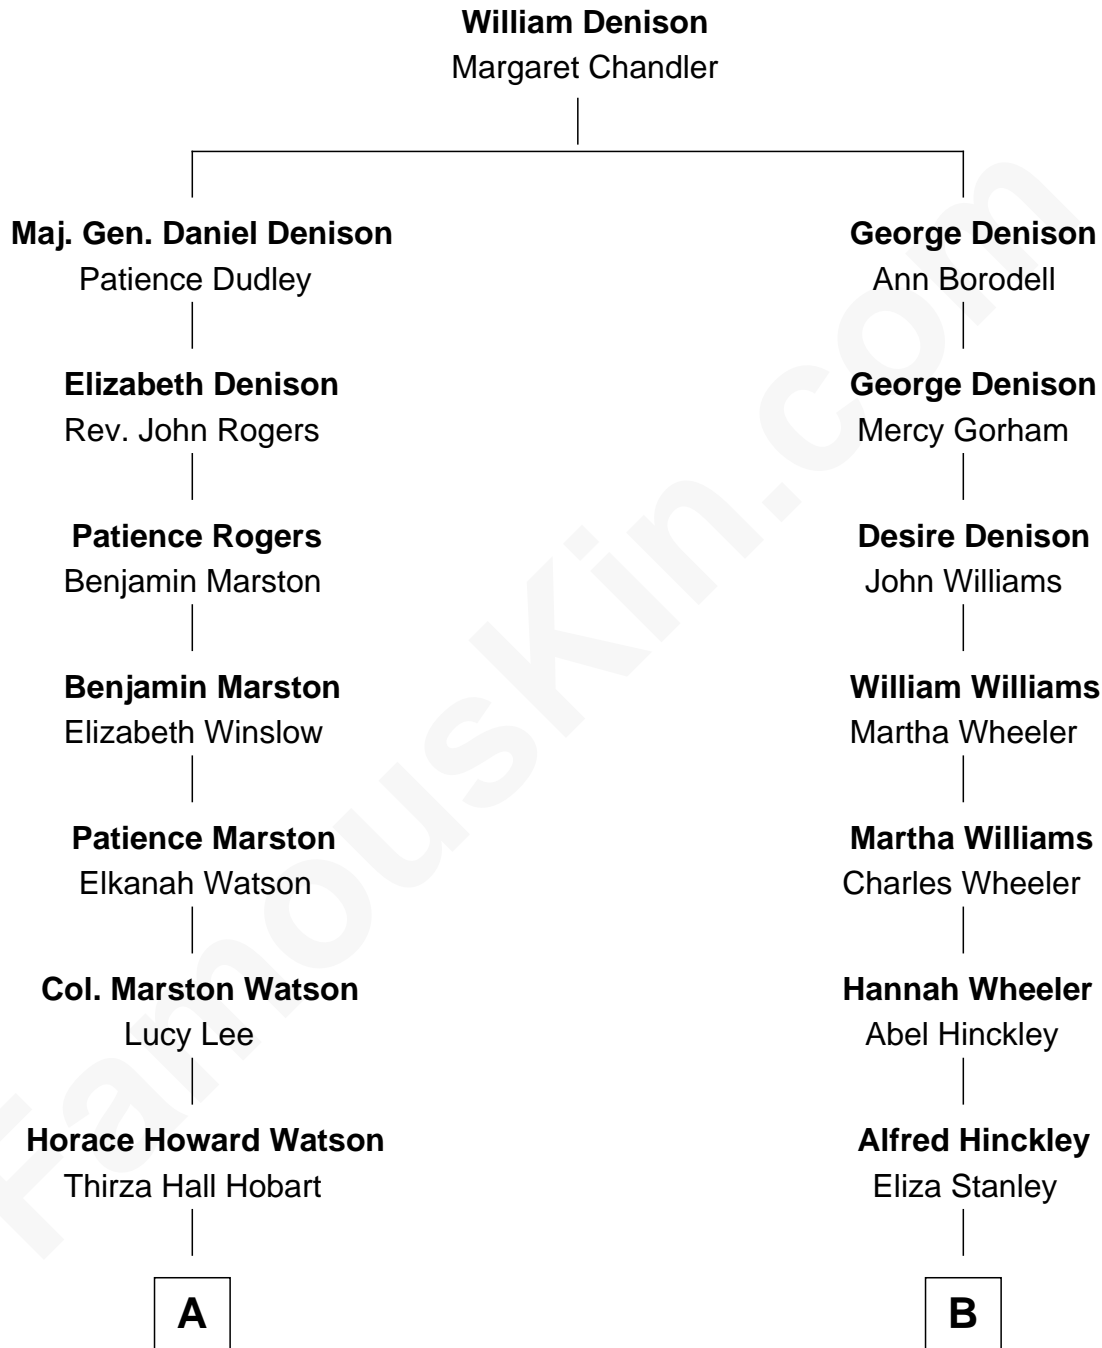 William Denison
Margaret Chandler
Maj. Gen. Daniel Denison
Patience Dudley
George Denison
Ann Borodell
Elizabeth Denison
Rev. John Rogers
George Denison
Mercy Gorham
Patience Rogers
Benjamin Marston
Desire Denison
John Williams
Benjamin Marston
Elizabeth Winslow
William Williams
Martha Wheeler
Patience Marston
Elkanah Watson
Martha Williams
Charles Wheeler
Col. Marston Watson
Lucy Lee
Hannah Wheeler
Abel Hinckley
Horace Howard Watson
Thirza Hall Hobart
Alfred Hinckley
Eliza Stanley
A
B
FamousKin.com